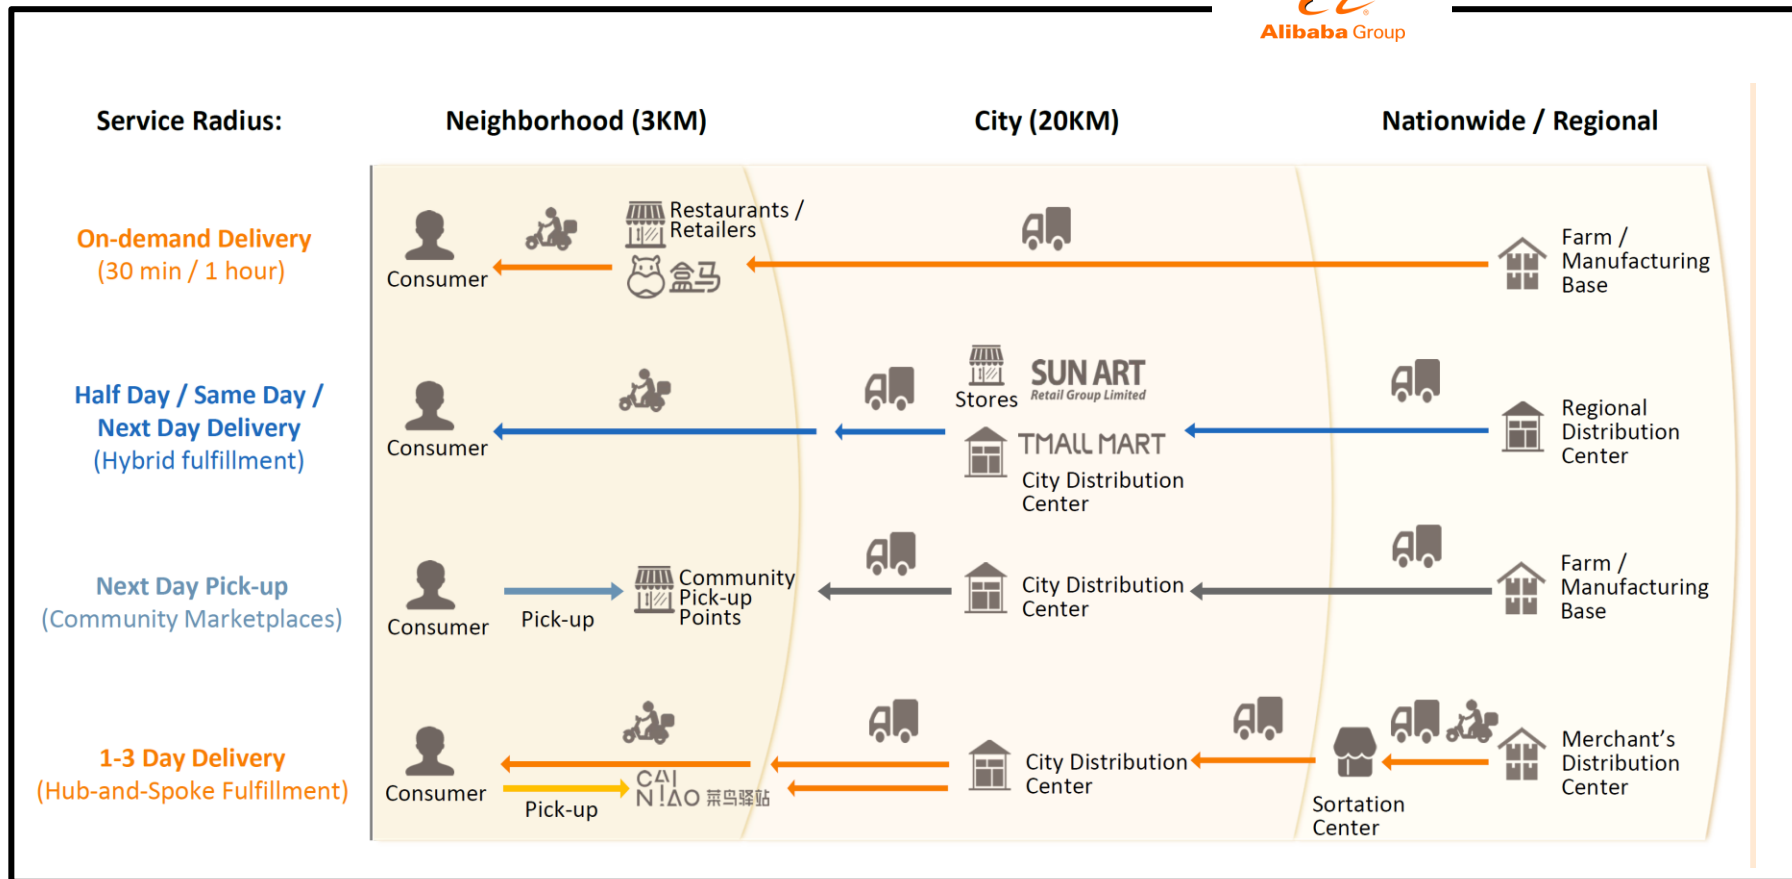 Alibaba Group
Service Radius:
Neighborhood (3KM)
City (20KM)
Nationwide / Regional
On-demand Delivery
(30 min / 1 hour)
Consumer
Restaurants /
Retailers
盒马
Farm /
Manufacturing
Base
Half Day / Same Day /
Next Day Delivery
(Hybrid fulfillment)
Consumer
Stores
SUN ART
Retail Group Limited
TMALL MART
City Distribution
Center
Regional
Distribution
Center
Next Day Pick-up
(Community Marketplaces)
Consumer
Pick-up
Community
Pick-up
Points
City Distribution
Center
Farm /
Manufacturing
Base
1-3 Day Delivery
(Hub-and-Spoke Fulfillment)
Consumer
Pick-up
CAI
NIAO 菜鸟驿站
City Distribution
Center
Sortation
Center
Merchant's
Distribution
Center